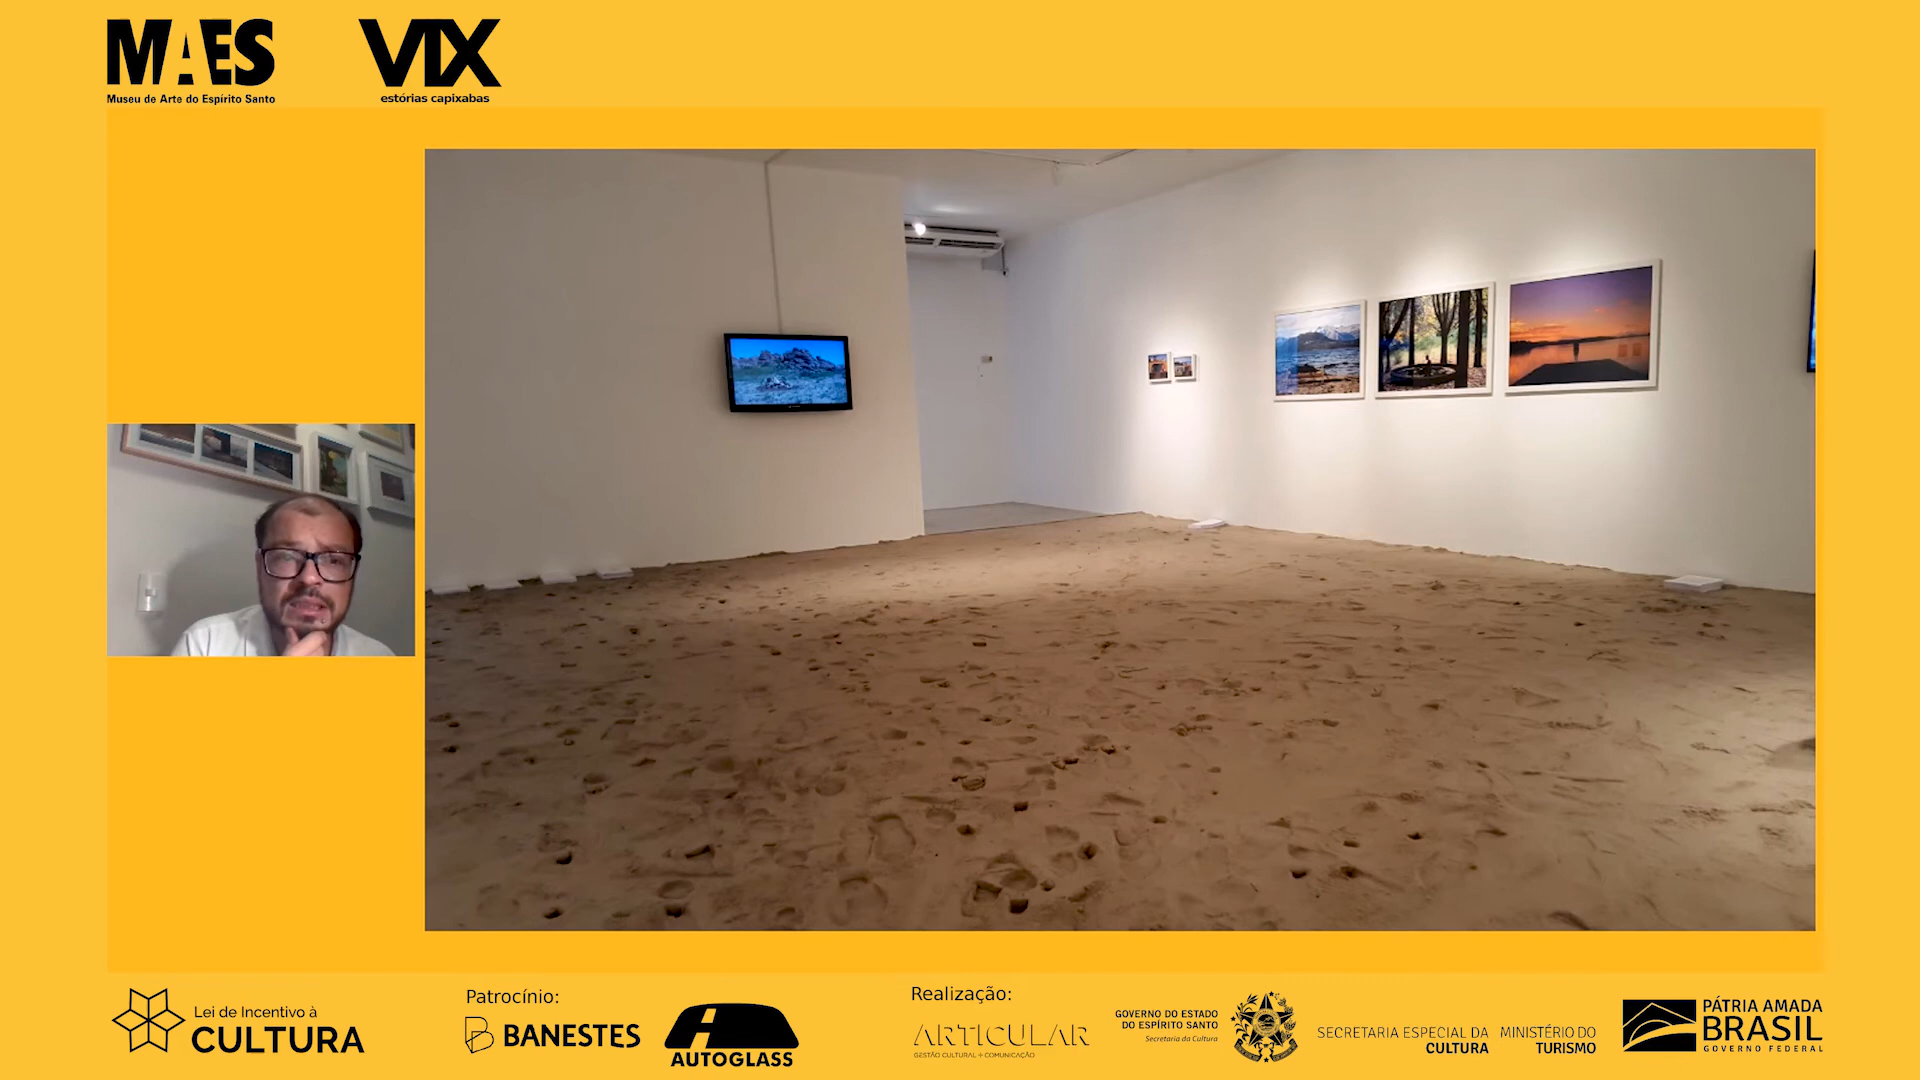 MAES
Museu de Arte do Espírito Santo
VIX
estórias capixabas
Lei de Incentivo à
CULTURA
Patrocínio:
BANESTES
AUTOGLASS
Realização:
ARTICULAR
GESTÃO CULTURAL + COMUNICAÇÃO
GOVERNO DO ESTADO
DO ESPÍRITO SANTO
Secretaria da Cultura
SECRETARIA ESPECIAL DA
CULTURA
MINISTÉRIO DO
TURISMO
PÁTRIA AMADA
BRASIL
GOVERNO FEDERAL